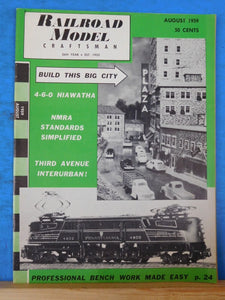 RAILROAD
MODEL
CRAFTSMAN
AUGUST 1959
50 CENTS
BUILD THIS BIG CITY
4-6-0 HIAWATHA
NMRA
STANDARDS
SIMPLIFIED
THIRD AVENUE
INTERURBAN!
PLAZA
PENNSYLVANIA
PROFESSIONAL BENCH WORK MADE EASY p. 24